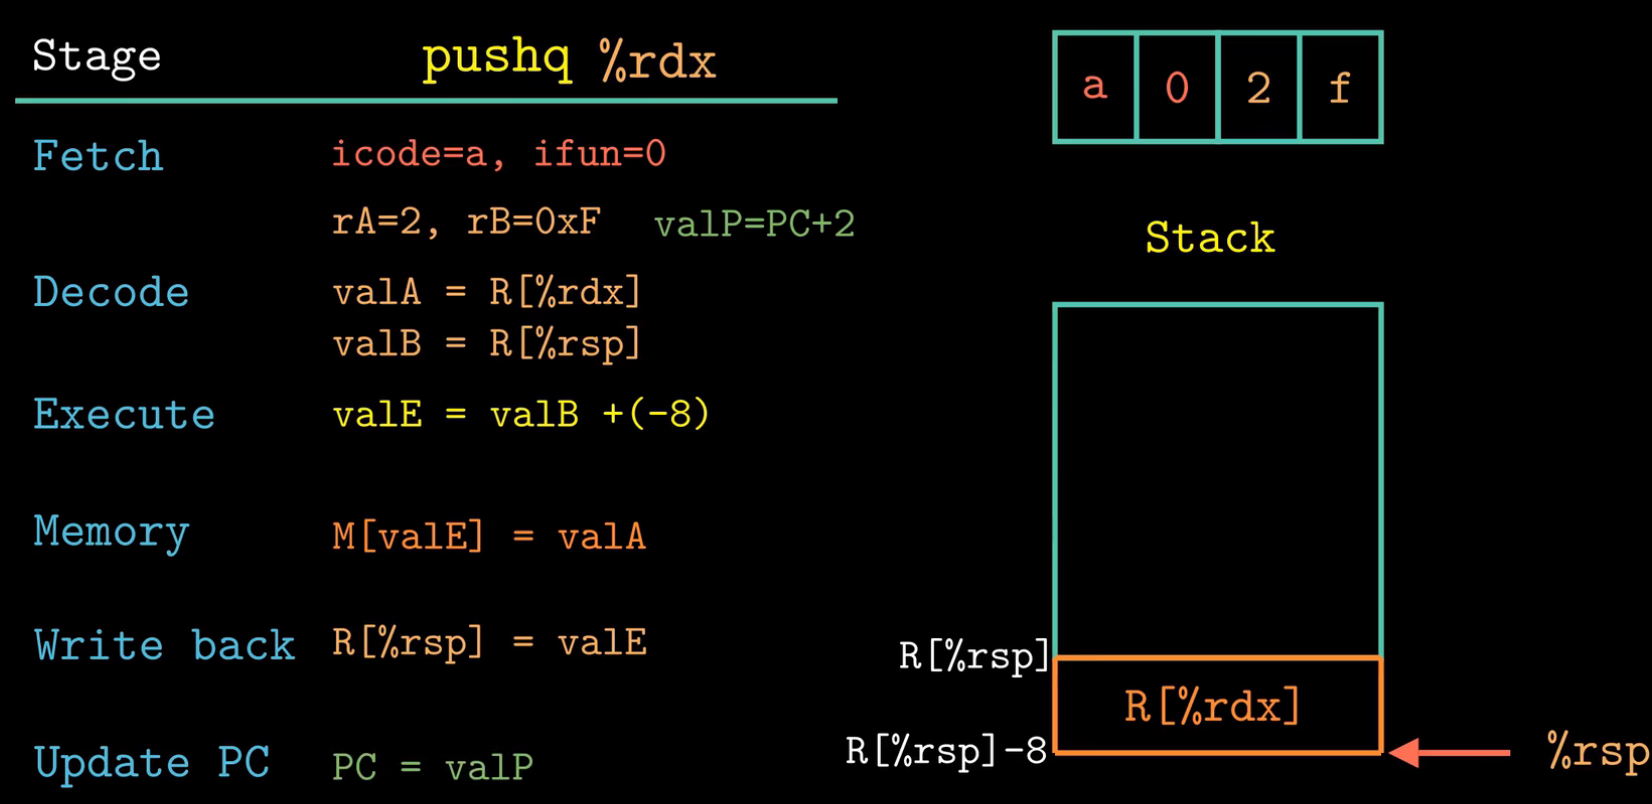 Stage pushq %rdx
a 0 2 f
Fetch icode=a, ifun=0
rA=2, rB=0xF valP=PC+2
Stack
Decode valA = R[%rdx]
valB = R[%rsp]
Execute valE = valB +(-8)
Memory M[valE] = valA
Write back R[%rsp] = valE
R[%rsp]
R[%rdx]
R[%rsp]-8
%rsp
Update PC PC = valP